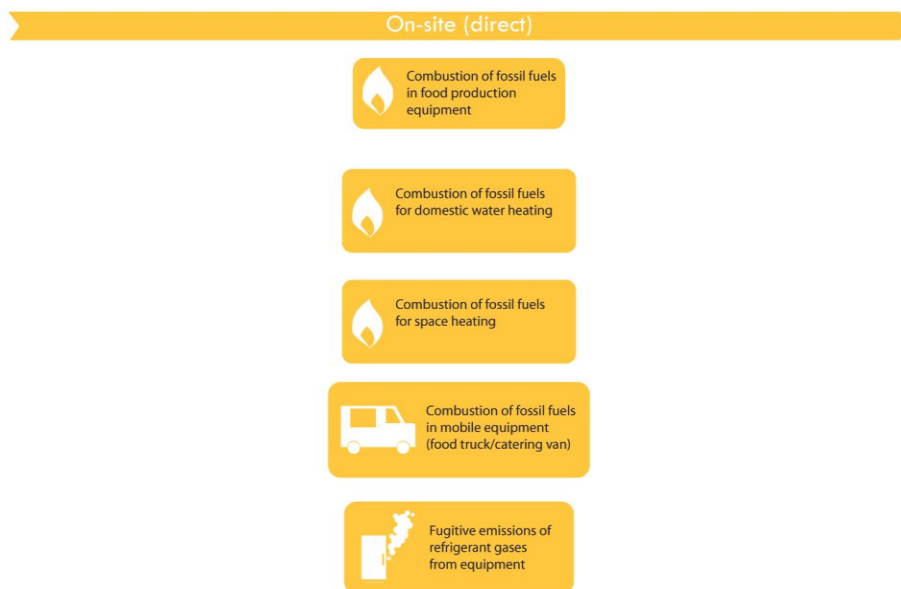 On-site (direct)
Combustion of fossil fuels
in food production
equipment
Combustion of fossil fuels
for domestic water heating
Combustion of fossil fuels
for space heating
Combustion of fossil fuels
in mobile equipment
(food truck/catering van)
Fugitive emissions of
refrigerant gases
from equipment